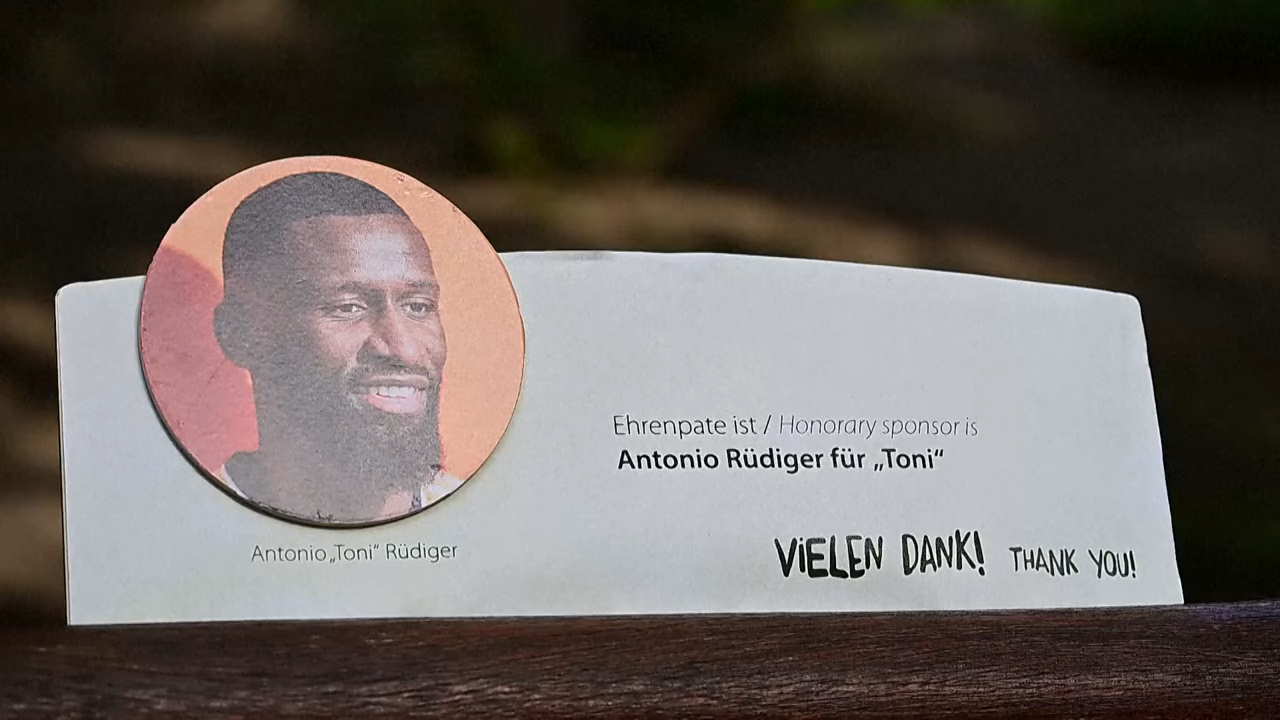 Ehrenpate ist / Honorary sponsor is
Antonio Rüdiger für „Toni“
Antonio „Toni“ Rüdiger
VIELEN DANK! THANK YOU!